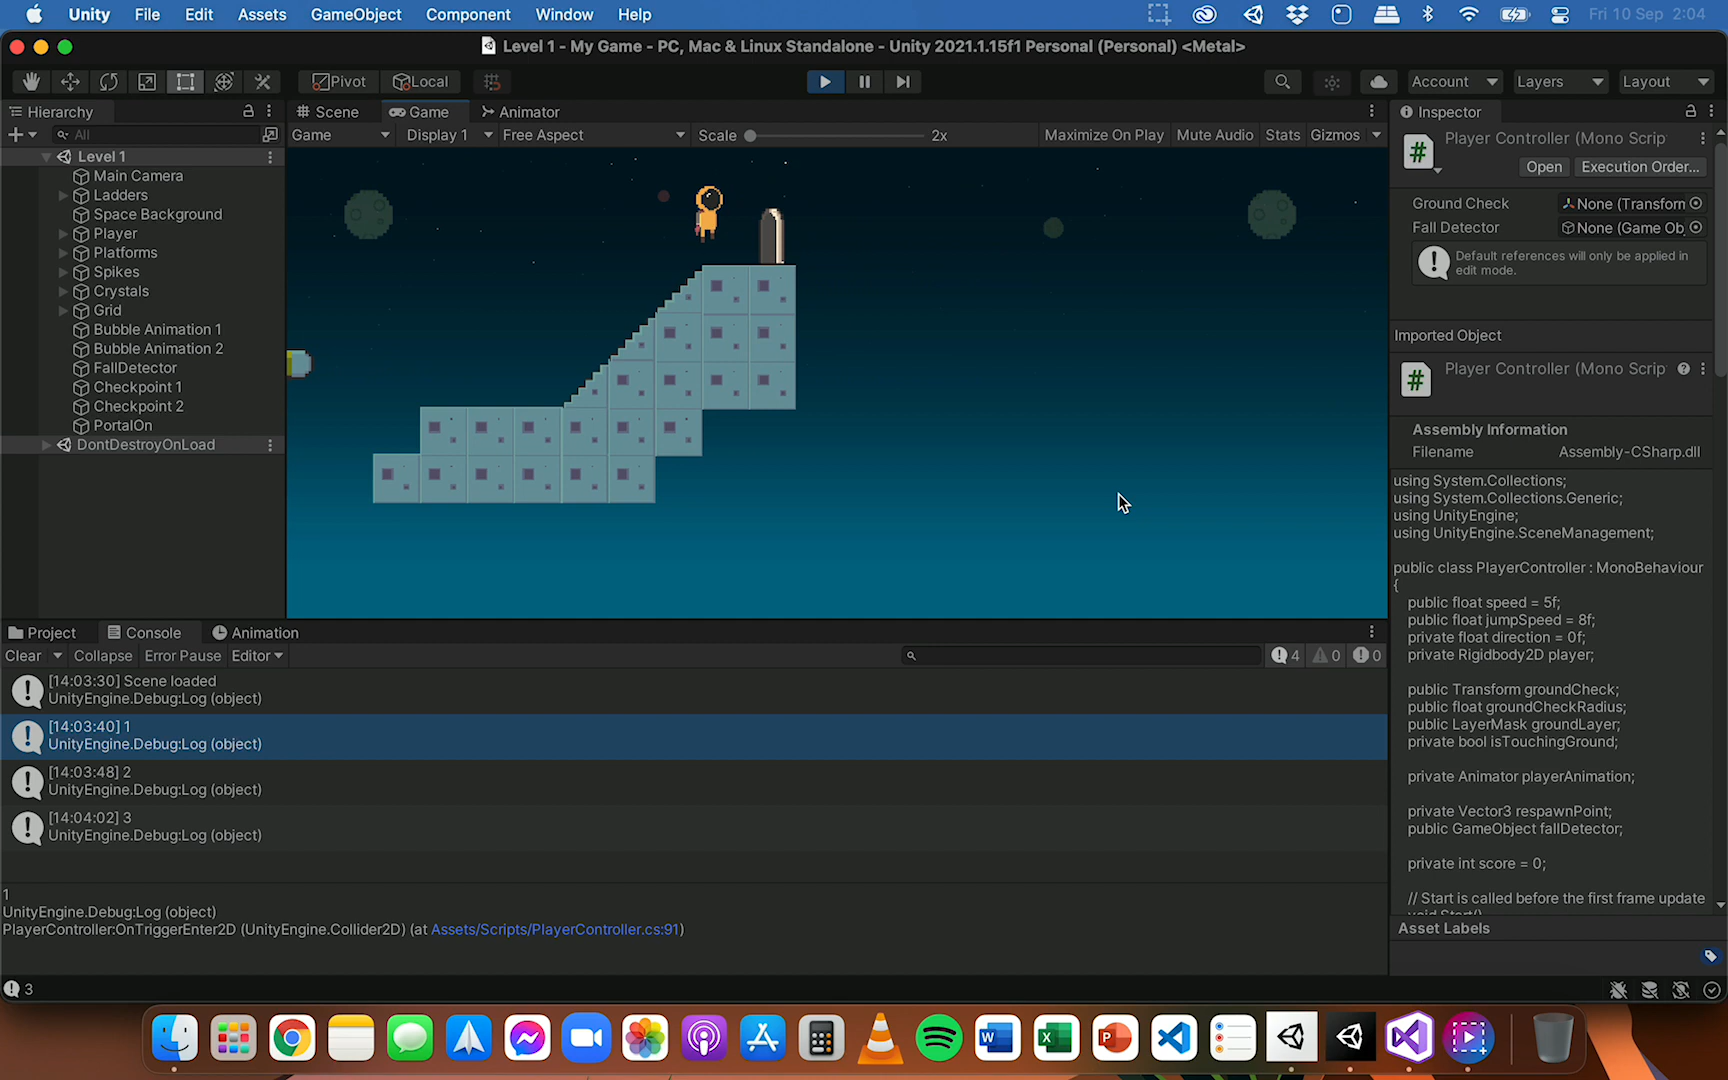 Unity File Edit Assets GameObject Component Window Help Fri 10 Sep 2:04
Level 1 - My Game - PC, Mac & Linux Standalone - Unity 2021.1.15f1 Personal (Personal) <Metal>
Pivot Local Account Layers Layout
Hierarchy Scene Game Animator Inspector
All Game Display 1 Free Aspect Scale 2x Maximize On Play Mute Audio Stats Gizmos
Player Controller (Mono Scrip
Open Execution Order...
Level 1
Main Camera
Ladders
Space Background
Player
Platforms
Spikes
Crystals
Grid
Bubble Animation 1
Bubble Animation 2
FallDetector
Checkpoint 1
Checkpoint 2
PortalOn
DontDestroyOnLoad
Ground Check None (Transform
Fall Detector None (Game Ob
Default references will only be applied in
edit mode.
Imported Object
Player Controller (Mono Scrip
Assembly Information
Filename Assembly-CSharp.dll
using System.Collections;
using System.Collections.Generic;
using UnityEngine;
using UnityEngine.SceneManagement;
public class PlayerController : MonoBehaviour
{
public float speed = 5f;
public float jumpSpeed = 8f;
private float direction = 0f;
private Rigidbody2D player;
public Transform groundCheck;
public float groundCheckRadius;
public LayerMask groundLayer;
private bool isTouchingGround;
private Animator playerAnimation;
private Vector3 respawnPoint;
public GameObject fallDetector;
private int score = 0;
// Start is called before the first frame update
void Start()
Asset Labels
Project Console Animation
Clear Collapse Error Pause Editor 4 0 0
[14:03:30] Scene loaded
UnityEngine.Debug:Log (object)
[14:03:40] 1
UnityEngine.Debug:Log (object)
[14:03:48] 2
UnityEngine.Debug:Log (object)
[14:04:02] 3
UnityEngine.Debug:Log (object)
1
UnityEngine.Debug:Log (object)
PlayerController:OnTriggerEnter2D (UnityEngine.Collider2D) (at Assets/Scripts/PlayerController.cs:91)
3